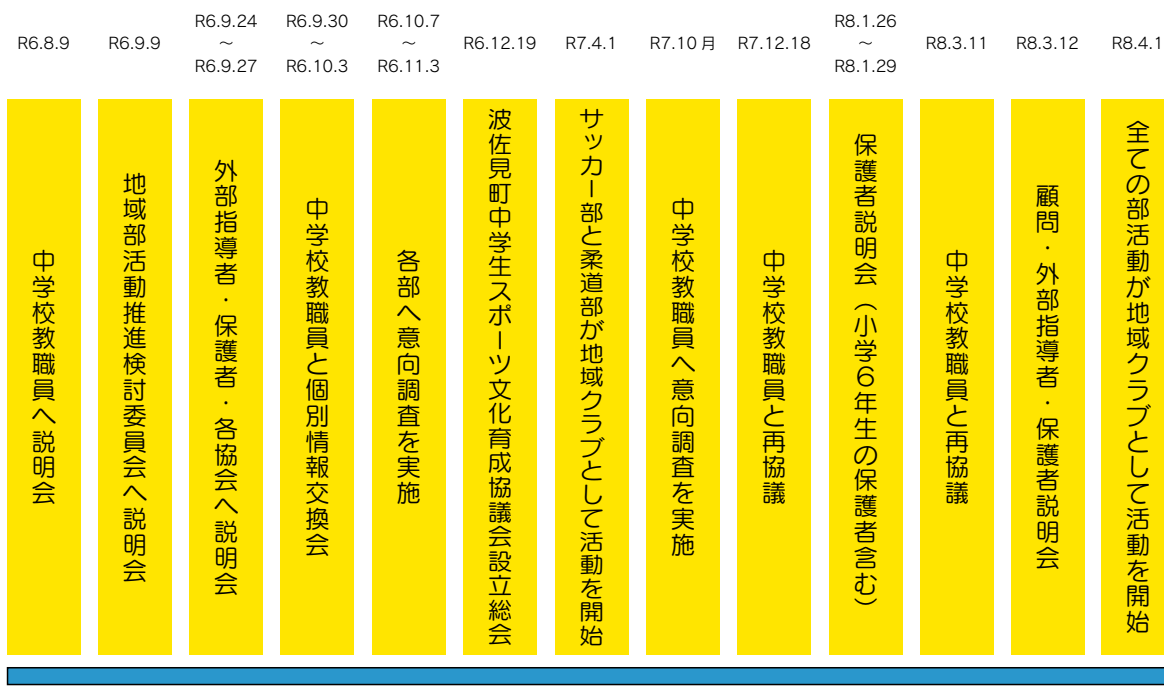 R6.8.9
中学校教職員へ説明会
R6.9.9
地域部活動推進検討委員会へ説明会
R6.9.24
～
R6.9.27
外部指導者・保護者・各協会へ説明会
R6.9.30
～
R6.10.3
中学校教職員と個別情報交換会
R6.10.7
～
R6.11.3
各部へ意向調査を実施
R6.12.19
波佐見町中学生スポーツ文化育成協議会設立総会
R7.4.1
サッカー部と柔道部が地域クラブとして活動を開始
R7.10月
中学校教職員へ意向調査を実施
R7.12.18
中学校教職員と再協議
R8.1.26
～
R8.1.29
保護者説明会（小学6年生の保護者含む）
R8.3.11
中学校教職員と再協議
R8.3.12
顧問・外部指導者・保護者説明会
R8.4.1
全ての部活動が地域クラブとして活動を開始